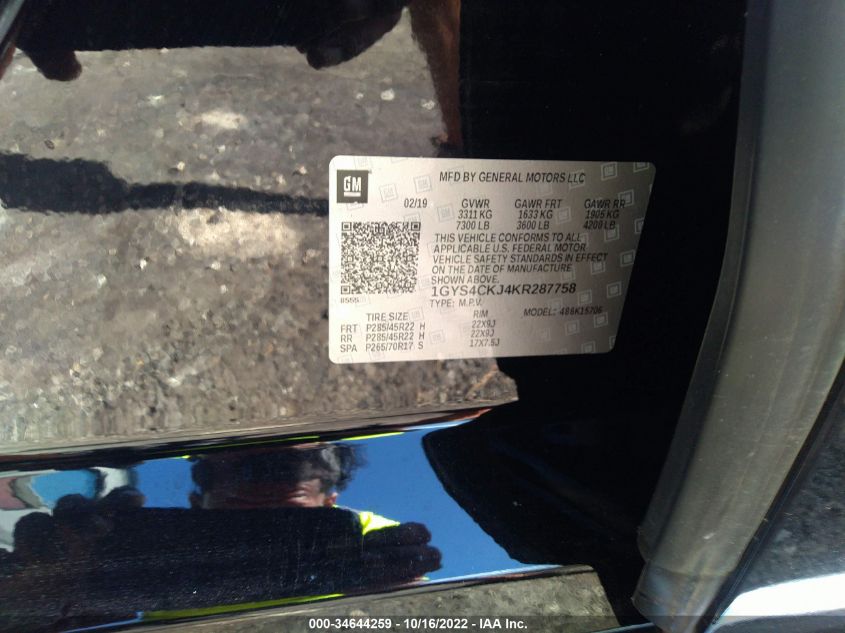 GM
MFD BY GENERAL MOTORS LLC
02/19 GVWR GAWR FRT GAWR RR
3311 KG 1633 KG 1905 KG
7300 LB 3600 LB 4200 LB
THIS VEHICLE CONFORMS TO ALL
APPLICABLE U.S. FEDERAL MOTOR
VEHICLE SAFETY STANDARDS IN EFFECT
ON THE DATE OF MANUFACTURE
SHOWN ABOVE.
1GYS4CKJ4KR287758
8555 TYPE: M.P.V. MODEL: 488K15706
TIRE SIZE RIM
FRT P285/45R22 H 22X9J
RR P285/45R22 H 22X9J
SPA P265/70R17 S 17X7.5J
000-34644259 - 10/16/2022 - IAA Inc.